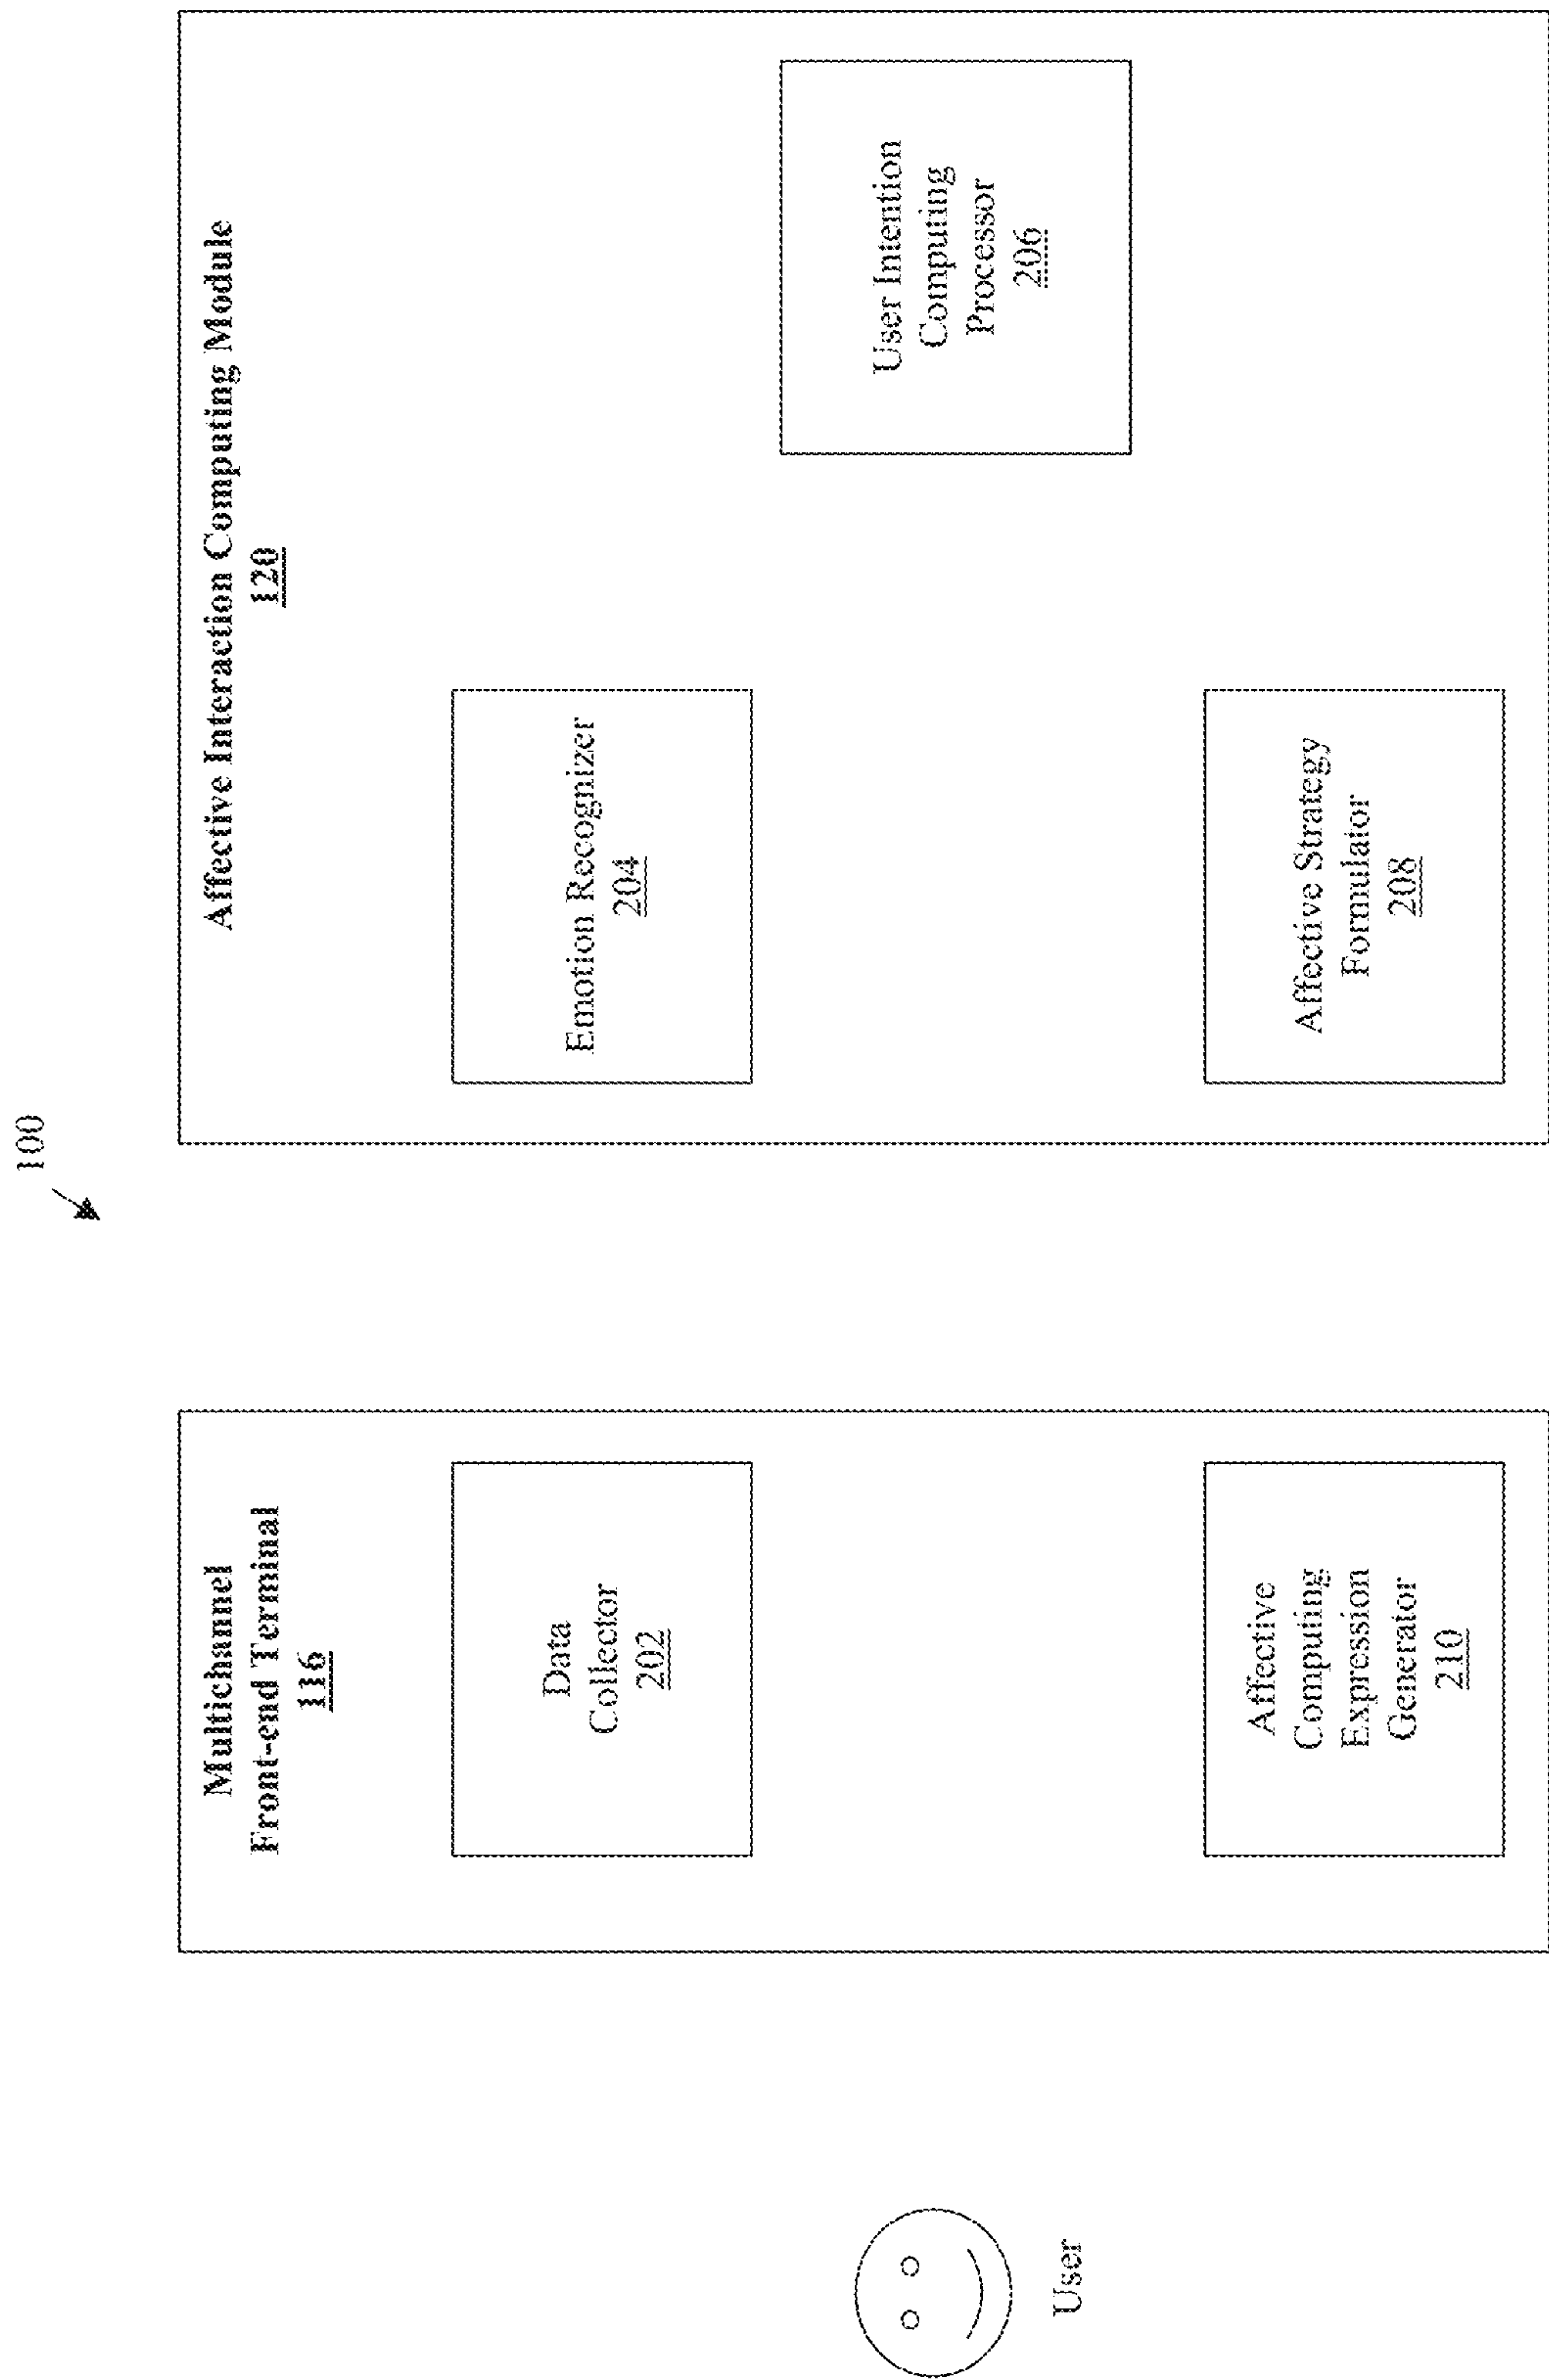 100
Multichannel
Front-end Terminal
116
Affective Interaction Computing Module
120
Data
Collector
202
Emotion Recognizer
204
User
User Intention
Computing
Processor
206
Affective
Computing
Expression
Generator
210
Affective Strategy
Formulator
208